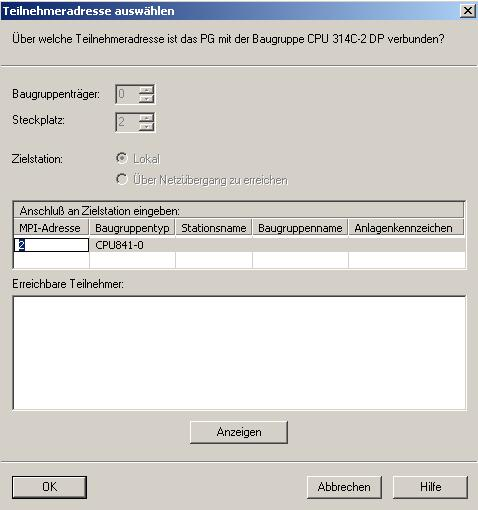 Teilnehmeradresse auswählen
Über welche Teilnehmeradresse ist das PG mit der Baugruppe CPU 314C-2 DP verbunden?
Baugruppenträger: 0
Steckplatz: 2
Zielstation: Lokal
Über Netzübergang zu erreichen
Anschluß an Zielstation eingeben:
MPI-Adresse Baugruppentyp Stationsname Baugruppenname Anlagenkennzeichen
2 CPU841-0
Erreichbare Teilnehmer:
Anzeigen
OK Abbrechen Hilfe